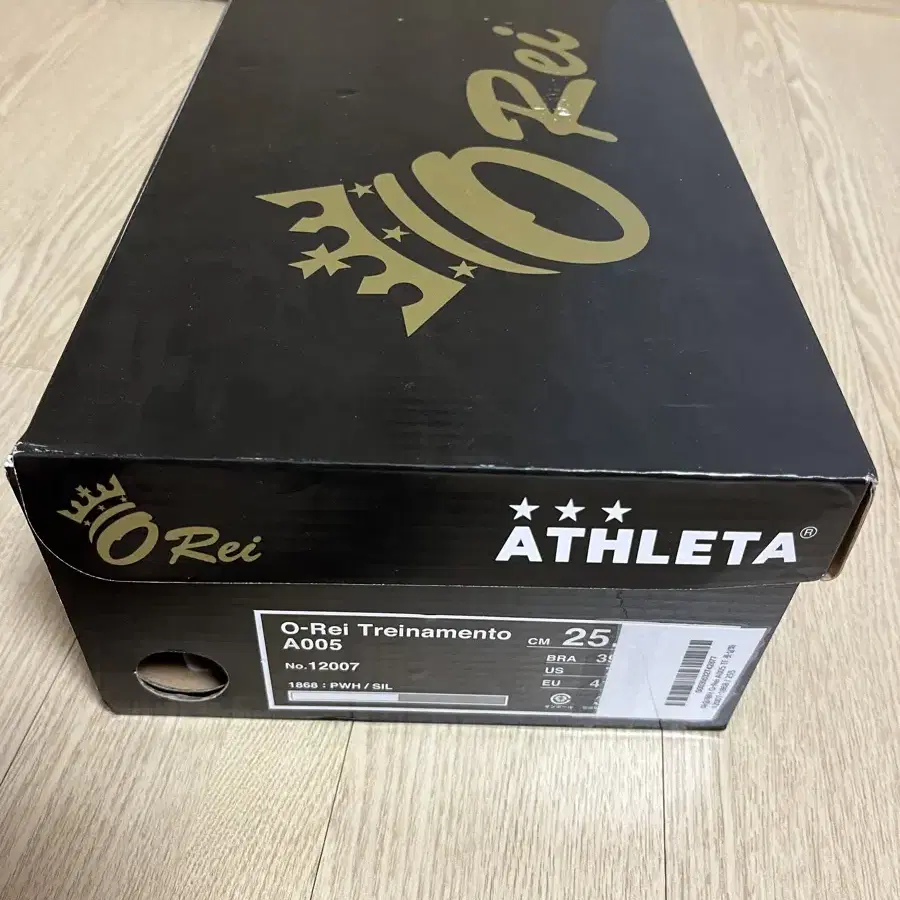 O Rei
O Rei
ATHLETA®
O-Rei Treinamento
A005
No.12007
1868 : PWH / SIL
CM 25.
BRA
US
EU